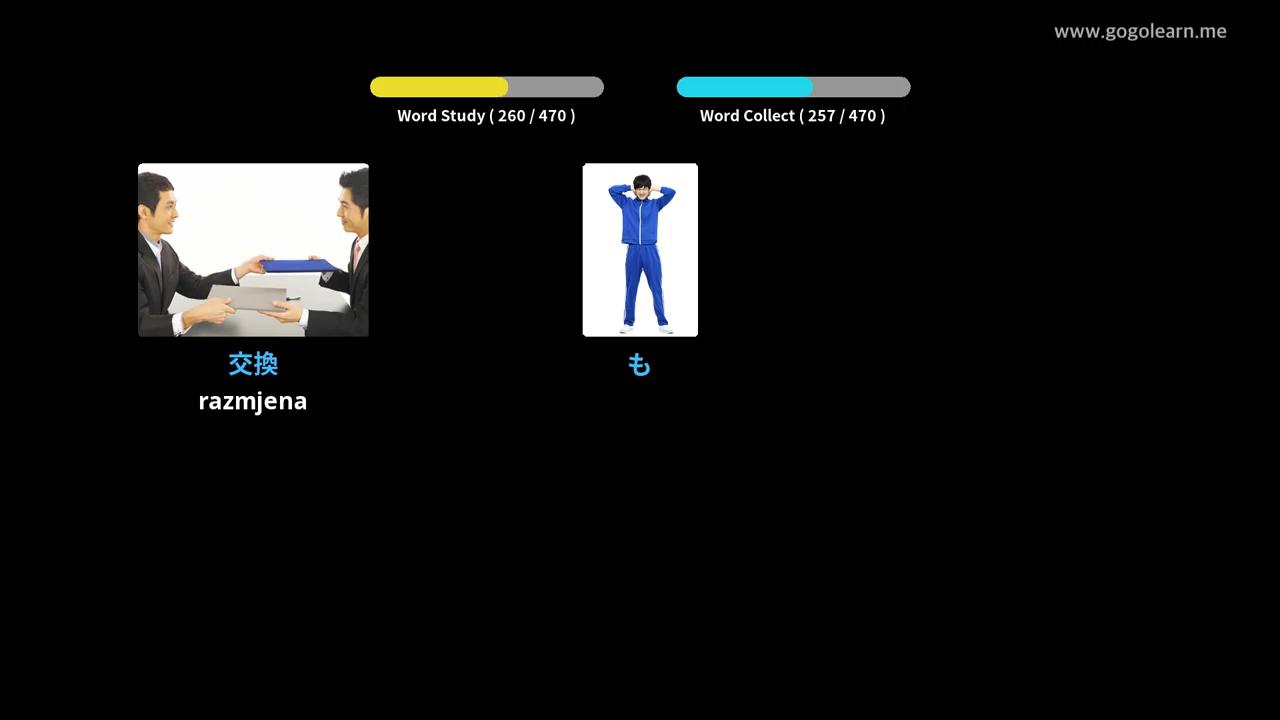 www.gogolearn.me
Word Study ( 260 / 470 )
Word Collect ( 257 / 470 )
交換
razmjena
も